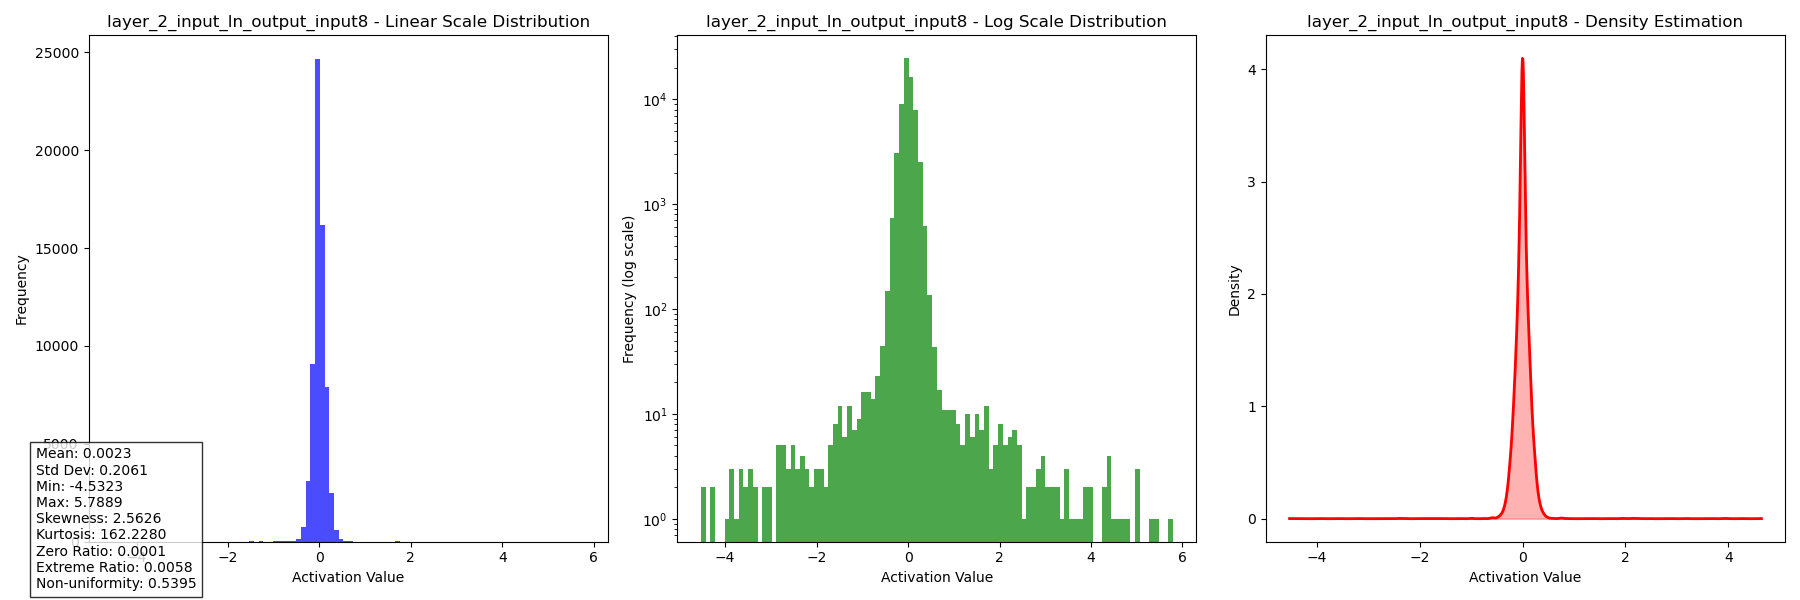 layer_2_input_ln_output_input8 - Linear Scale Distribution
layer_2_input_ln_output_input8 - Log Scale Distribution
layer_2_input_ln_output_input8 - Density Estimation
25000
20000
15000
10000
5000
0
Frequency
−4
−2
0
2
4
6
Activation Value
Mean: 0.0023
Std Dev: 0.2061
Min: -4.5323
Max: 5.7889
Skewness: 2.5626
Kurtosis: 162.2280
Zero Ratio: 0.0001
Extreme Ratio: 0.0058
Non-uniformity: 0.5395
10⁴
10³
10²
10¹
10⁰
Frequency (log scale)
−4
−2
0
2
4
6
Activation Value
4
3
2
1
0
Density
−4
−2
0
2
4
Activation Value